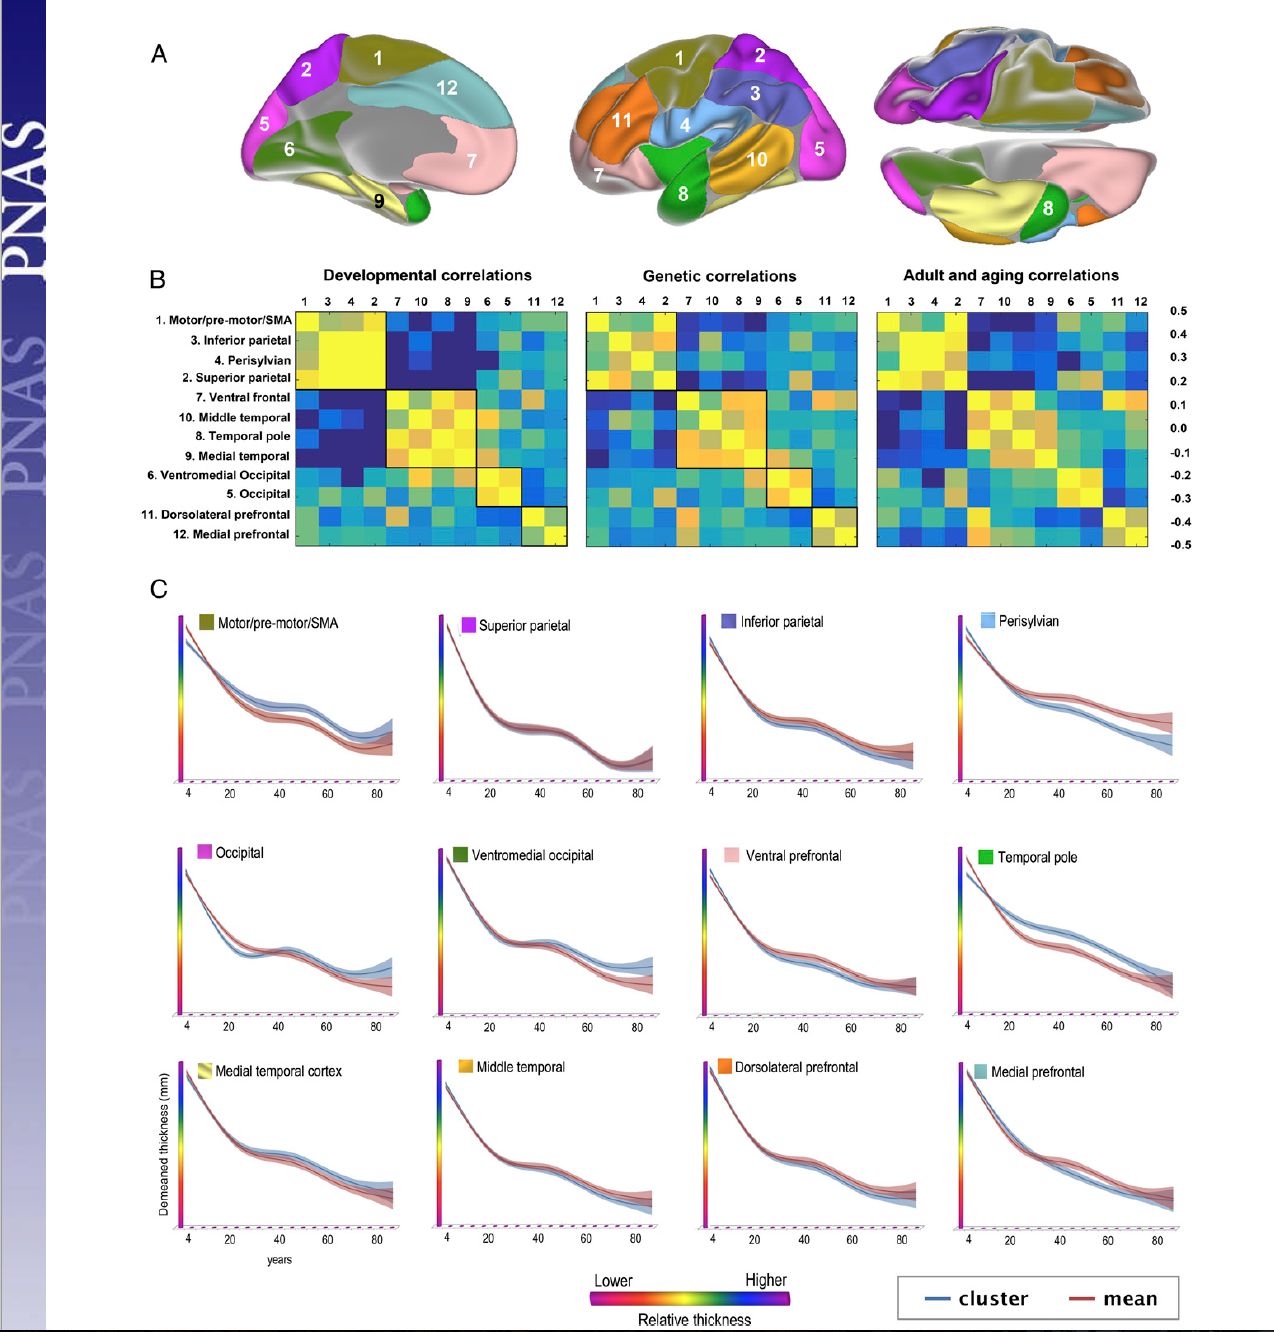 PNAS
PNAS
PNAS
PNAS
PNAS
A
2
1
12
5
6
7
9
1
2
3
11
4
10
5
7
8
8
B
Developmental correlations
Genetic correlations
Adult and aging correlations
1 3 4 2 7 10 8 9 6 5 11 12
1 3 4 2 7 10 8 9 6 5 11 12
1 3 4 2 7 10 8 9 6 5 11 12
1. Motor/pre-motor/SMA
3. Inferior parietal
4. Perisylvian
2. Superior parietal
7. Ventral frontal
10. Middle temporal
8. Temporal pole
9. Medial temporal
6. Ventromedial Occipital
5. Occipital
11. Dorsolateral prefrontal
12. Medial prefrontal
0.5
0.4
0.3
0.2
0.1
0.0
-0.1
-0.2
-0.3
-0.4
-0.5
C
Motor/pre-motor/SMA
Superior parietal
Inferior parietal
Perisylvian
4 20 40 60 80
4 20 40 60 80
4 20 40 60 80
4 20 40 60 80
Occipital
Ventromedial occipital
Ventral prefrontal
Temporal pole
4 20 40 60 80
4 20 40 60 80
4 20 40 60 80
4 20 40 60 80
Medial temporal cortex
Middle temporal
Dorsolateral prefrontal
Medial prefrontal
Demeaned thickness (mm)
4 20 40 60 80
4 20 40 60 80
4 20 40 60 80
4 20 40 60 80
years
Lower
Higher
Relative thickness
cluster
mean